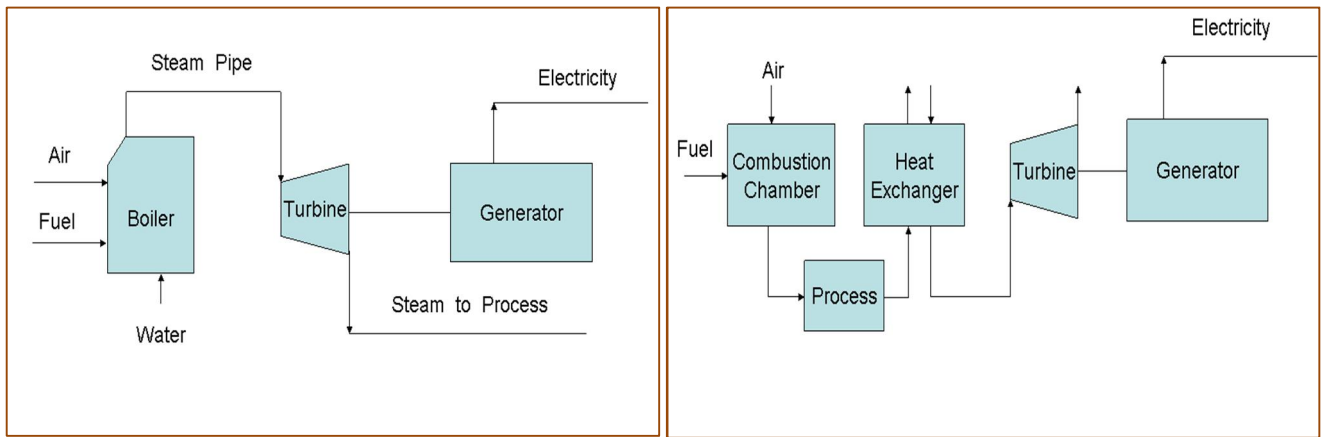 Steam Pipe
Electricity
Air
Fuel
Boiler
Turbine
Generator
Steam to Process
Water
Electricity
Air
Fuel
Combustion
Chamber
Heat
Exchanger
Turbine
Generator
Process